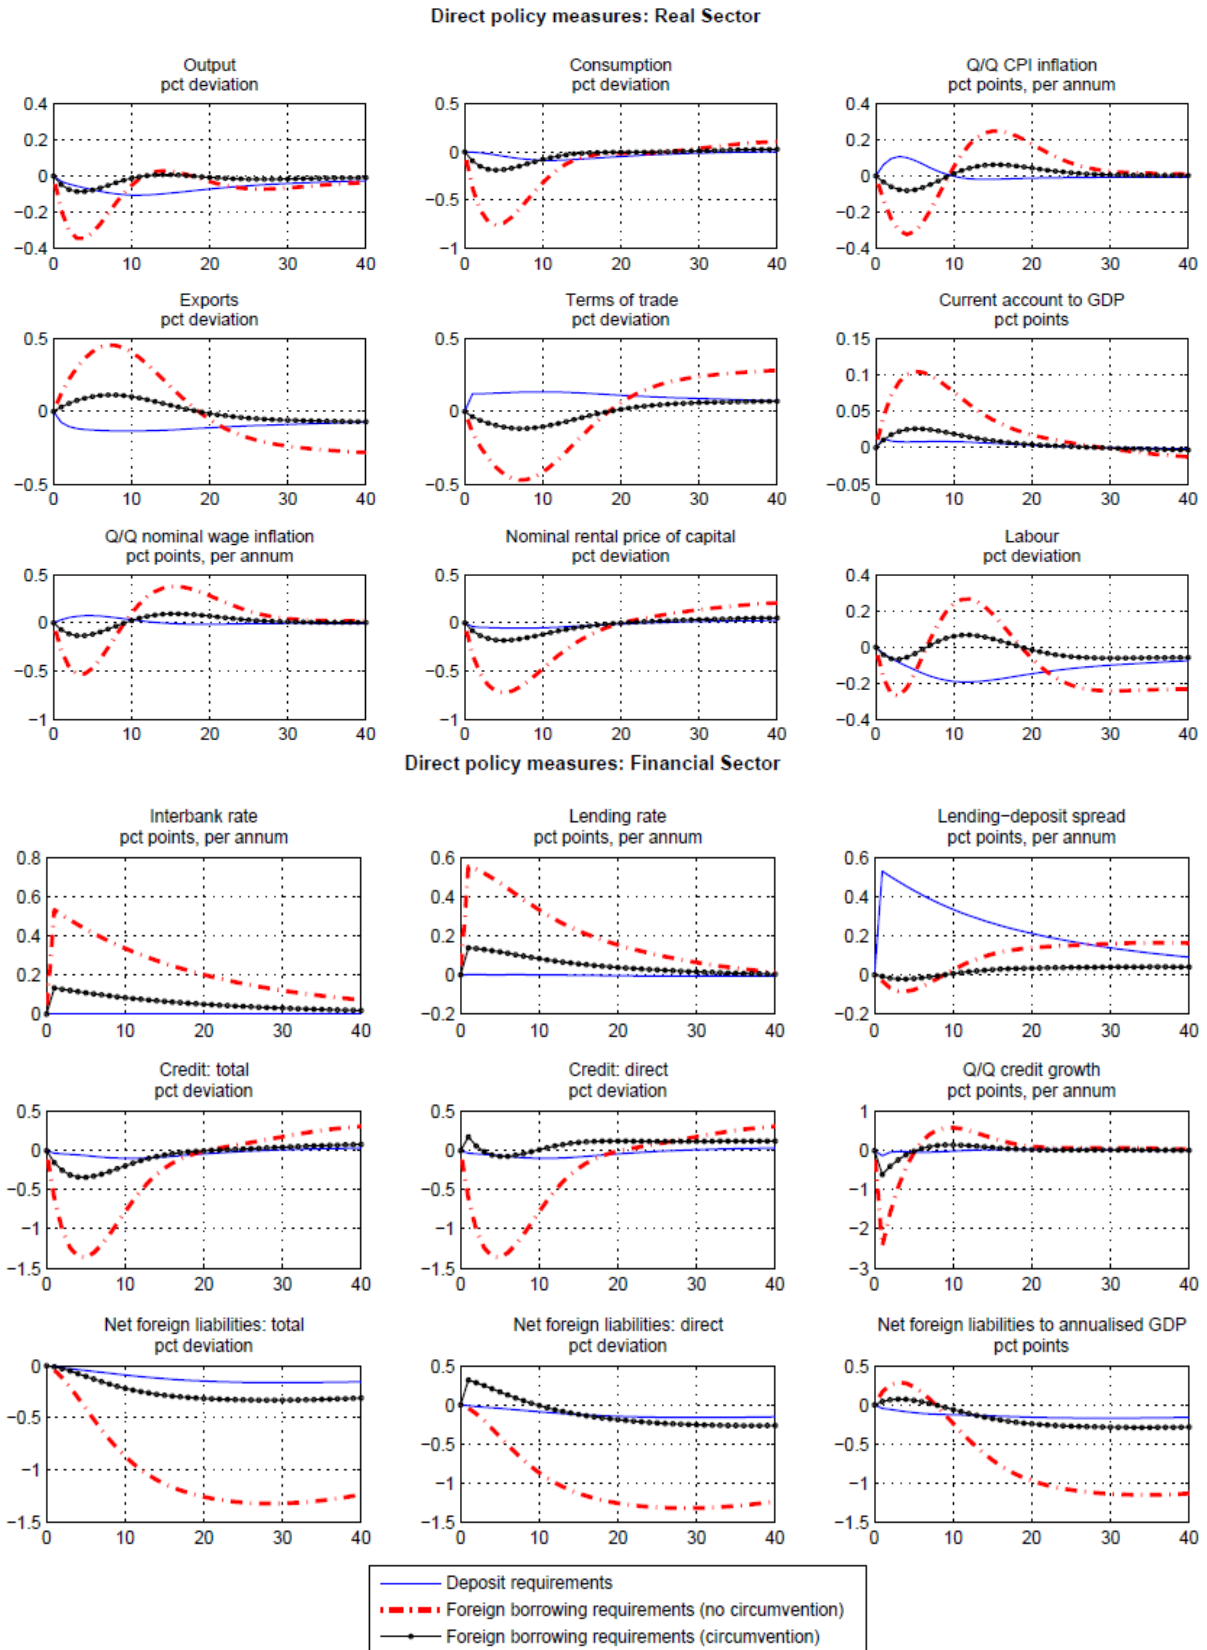 Direct policy measures: Real Sector
Output
pct deviation
0.4
0.2
0
−0.2
−0.4
0 10 20 30 40
Consumption
pct deviation
0.5
0
−0.5
−1
0 10 20 30 40
Q/Q CPI inflation
pct points, per annum
0.4
0.2
0
−0.2
−0.4
0 10 20 30 40
Exports
pct deviation
0.5
0
−0.5
0 10 20 30 40
Terms of trade
pct deviation
0.5
0
−0.5
0 10 20 30 40
Current account to GDP
pct points
0.15
0.1
0.05
0
−0.05
0 10 20 30 40
Q/Q nominal wage inflation
pct points, per annum
0.5
0
−0.5
−1
0 10 20 30 40
Nominal rental price of capital
pct deviation
0.5
0
−0.5
−1
0 10 20 30 40
Labour
pct deviation
0.4
0.2
0
−0.2
−0.4
0 10 20 30 40
Direct policy measures: Financial Sector
Interbank rate
pct points, per annum
0.8
0.6
0.4
0.2
0
0 10 20 30 40
Lending rate
pct points, per annum
0.6
0.4
0.2
0
−0.2
0 10 20 30 40
Lending−deposit spread
pct points, per annum
0.6
0.4
0.2
0
−0.2
0 10 20 30 40
Credit: total
pct deviation
0.5
0
−0.5
−1
−1.5
0 10 20 30 40
Credit: direct
pct deviation
0.5
0
−0.5
−1
−1.5
0 10 20 30 40
Q/Q credit growth
pct points, per annum
1
0
−1
−2
−3
0 10 20 30 40
Net foreign liabilities: total
pct deviation
0
−0.5
−1
−1.5
0 10 20 30 40
Net foreign liabilities: direct
pct deviation
0.5
0
−0.5
−1
−1.5
0 10 20 30 40
Net foreign liabilities to annualised GDP
pct points
0.5
0
−0.5
−1
−1.5
0 10 20 30 40
Deposit requirements
Foreign borrowing requirements (no circumvention)
Foreign borrowing requirements (circumvention)